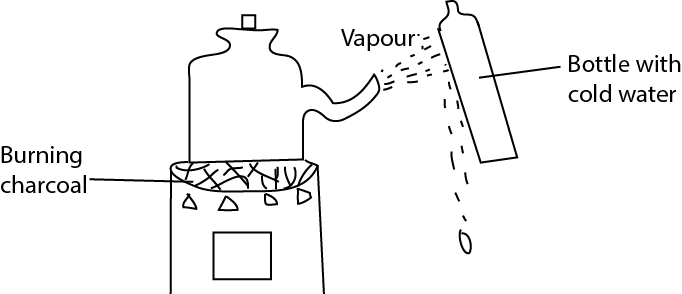 Vapour
Bottle with
cold water
Burning
charcoal